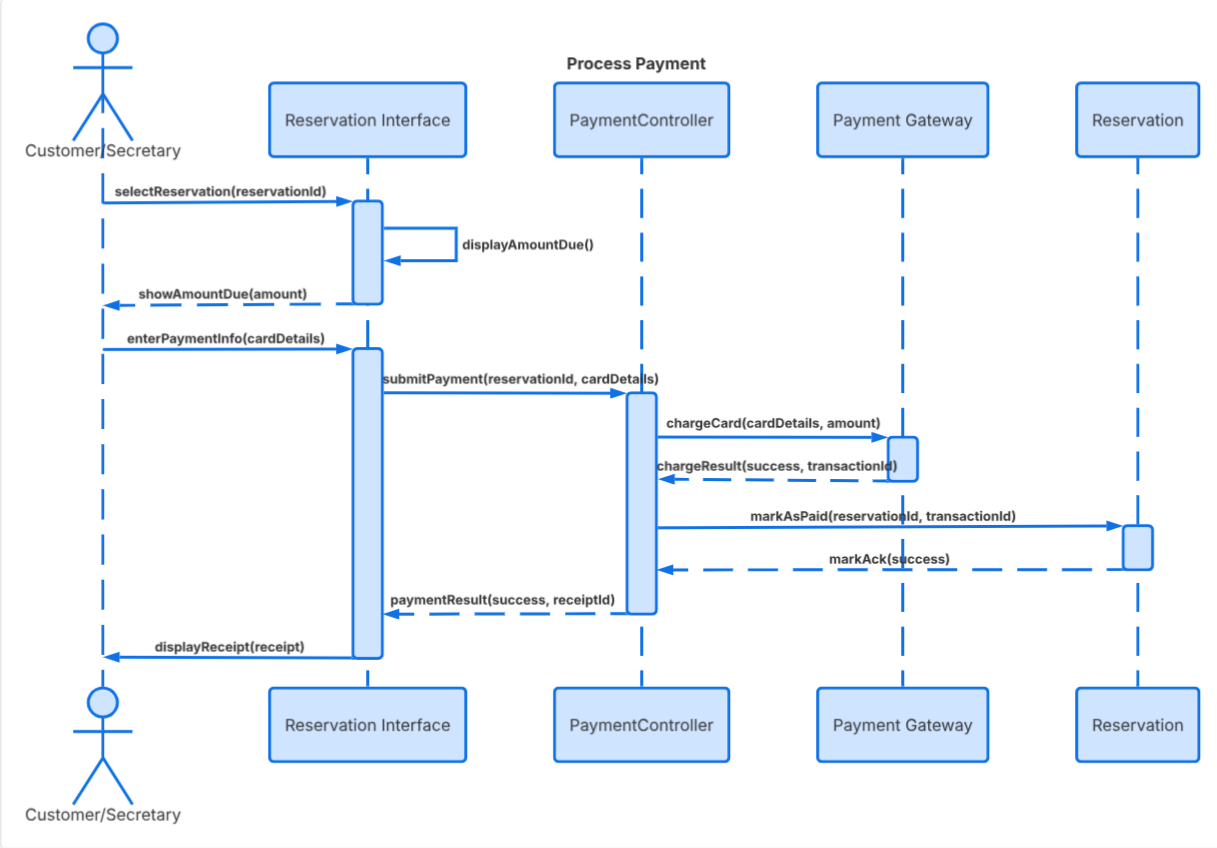 Process Payment
Customer/Secretary
Reservation Interface
PaymentController
Payment Gateway
Reservation
selectReservation(reservationId)
displayAmountDue()
showAmountDue(amount)
enterPaymentInfo(cardDetails)
submitPayment(reservationId, cardDetails)
chargeCard(cardDetails, amount)
chargeResult(success, transactionId)
markAsPaid(reservationId, transactionId)
markAck(success)
paymentResult(success, receiptId)
displayReceipt(receipt)
Reservation Interface
PaymentController
Payment Gateway
Reservation
Customer/Secretary